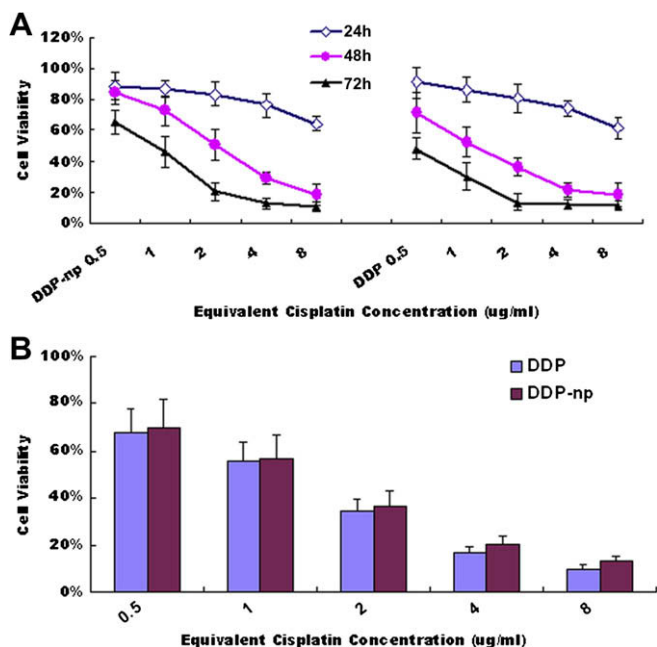 A
120%
100%
80%
60%
40%
20%
0%
Cell Viability
24h
48h
72h
DDP-np 0.5
1
2
4
8
DDP 0.5
1
2
4
8
Equivalent Cisplatin Concentration (ug/ml)
B
100%
80%
60%
40%
20%
0%
Cell Viability
DDP
DDP-np
0.5
1
2
4
8
Equivalent Cisplatin Concentration (ug/ml)